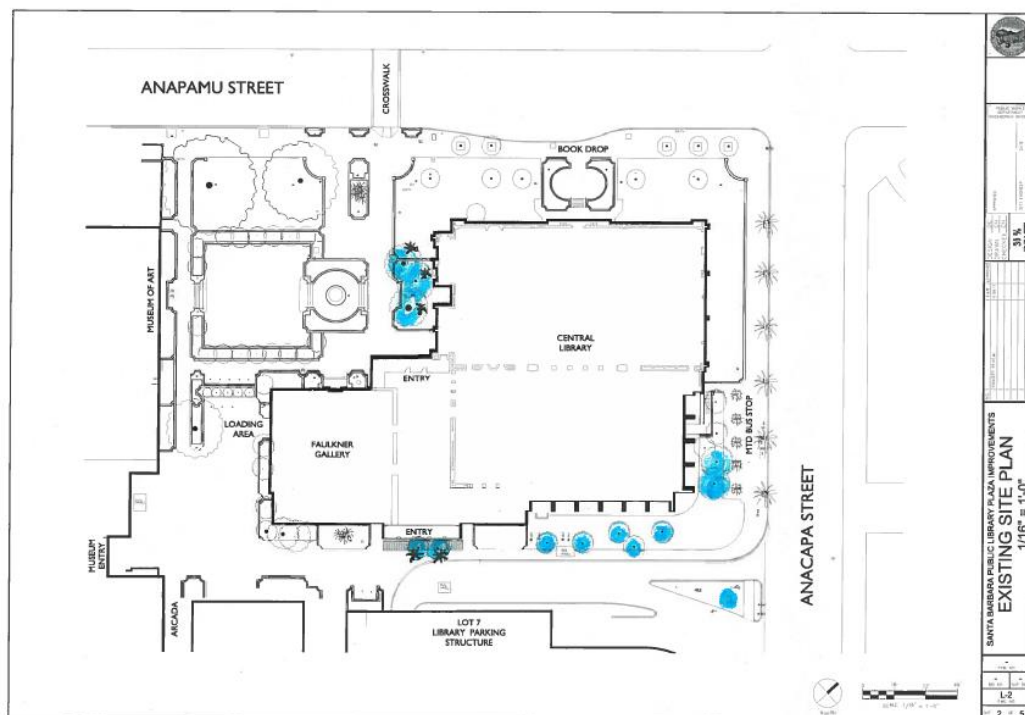 ANAPAMU STREET
CROSSWALK
BOOK DROP
MUSEUM OF ART
CENTRAL
LIBRARY
ENTRY
LOADING
AREA
FAULKNER
GALLERY
MTD BUS STOP
ENTRY
MUSEUM
ENTRY
ARCADA
LOT 7
LIBRARY PARKING
STRUCTURE
ANACAPA STREET
SANTA BARBARA PUBLIC LIBRARY PLAZA IMPROVEMENTS
EXISTING SITE PLAN
1/16" = 1'-0"
L-2